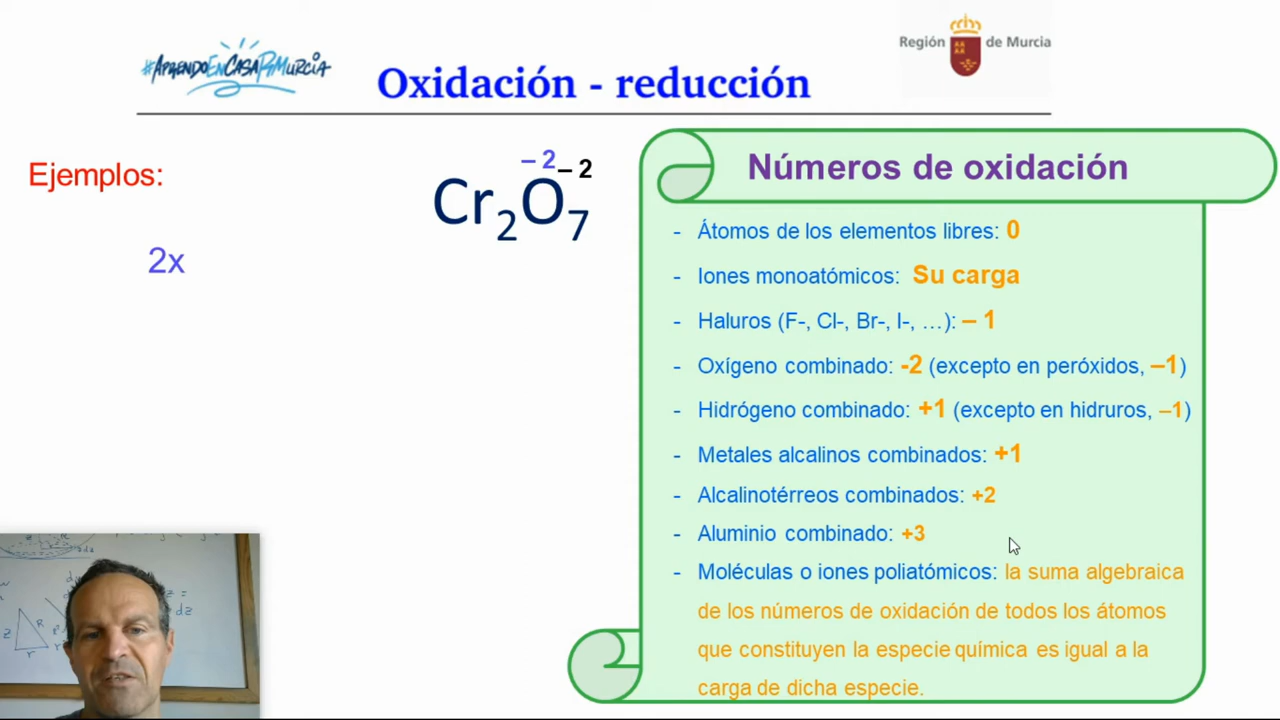 #AprendoEnCasaRMurcia
Región de Murcia
Oxidación - reducción
Ejemplos:
– 2
– 2
Cr2O7
2x
Números de oxidación
- Átomos de los elementos libres: 0
- Iones monoatómicos: Su carga
- Haluros (F-, Cl-, Br-, I-, …): – 1
- Oxígeno combinado: -2 (excepto en peróxidos, –1)
- Hidrógeno combinado: +1 (excepto en hidruros, –1)
- Metales alcalinos combinados: +1
- Alcalinotérreos combinados: +2
- Aluminio combinado: +3
- Moléculas o iones poliatómicos: la suma algebraica
de los números de oxidación de todos los átomos
que constituyen la especie química es igual a la
carga de dicha especie.